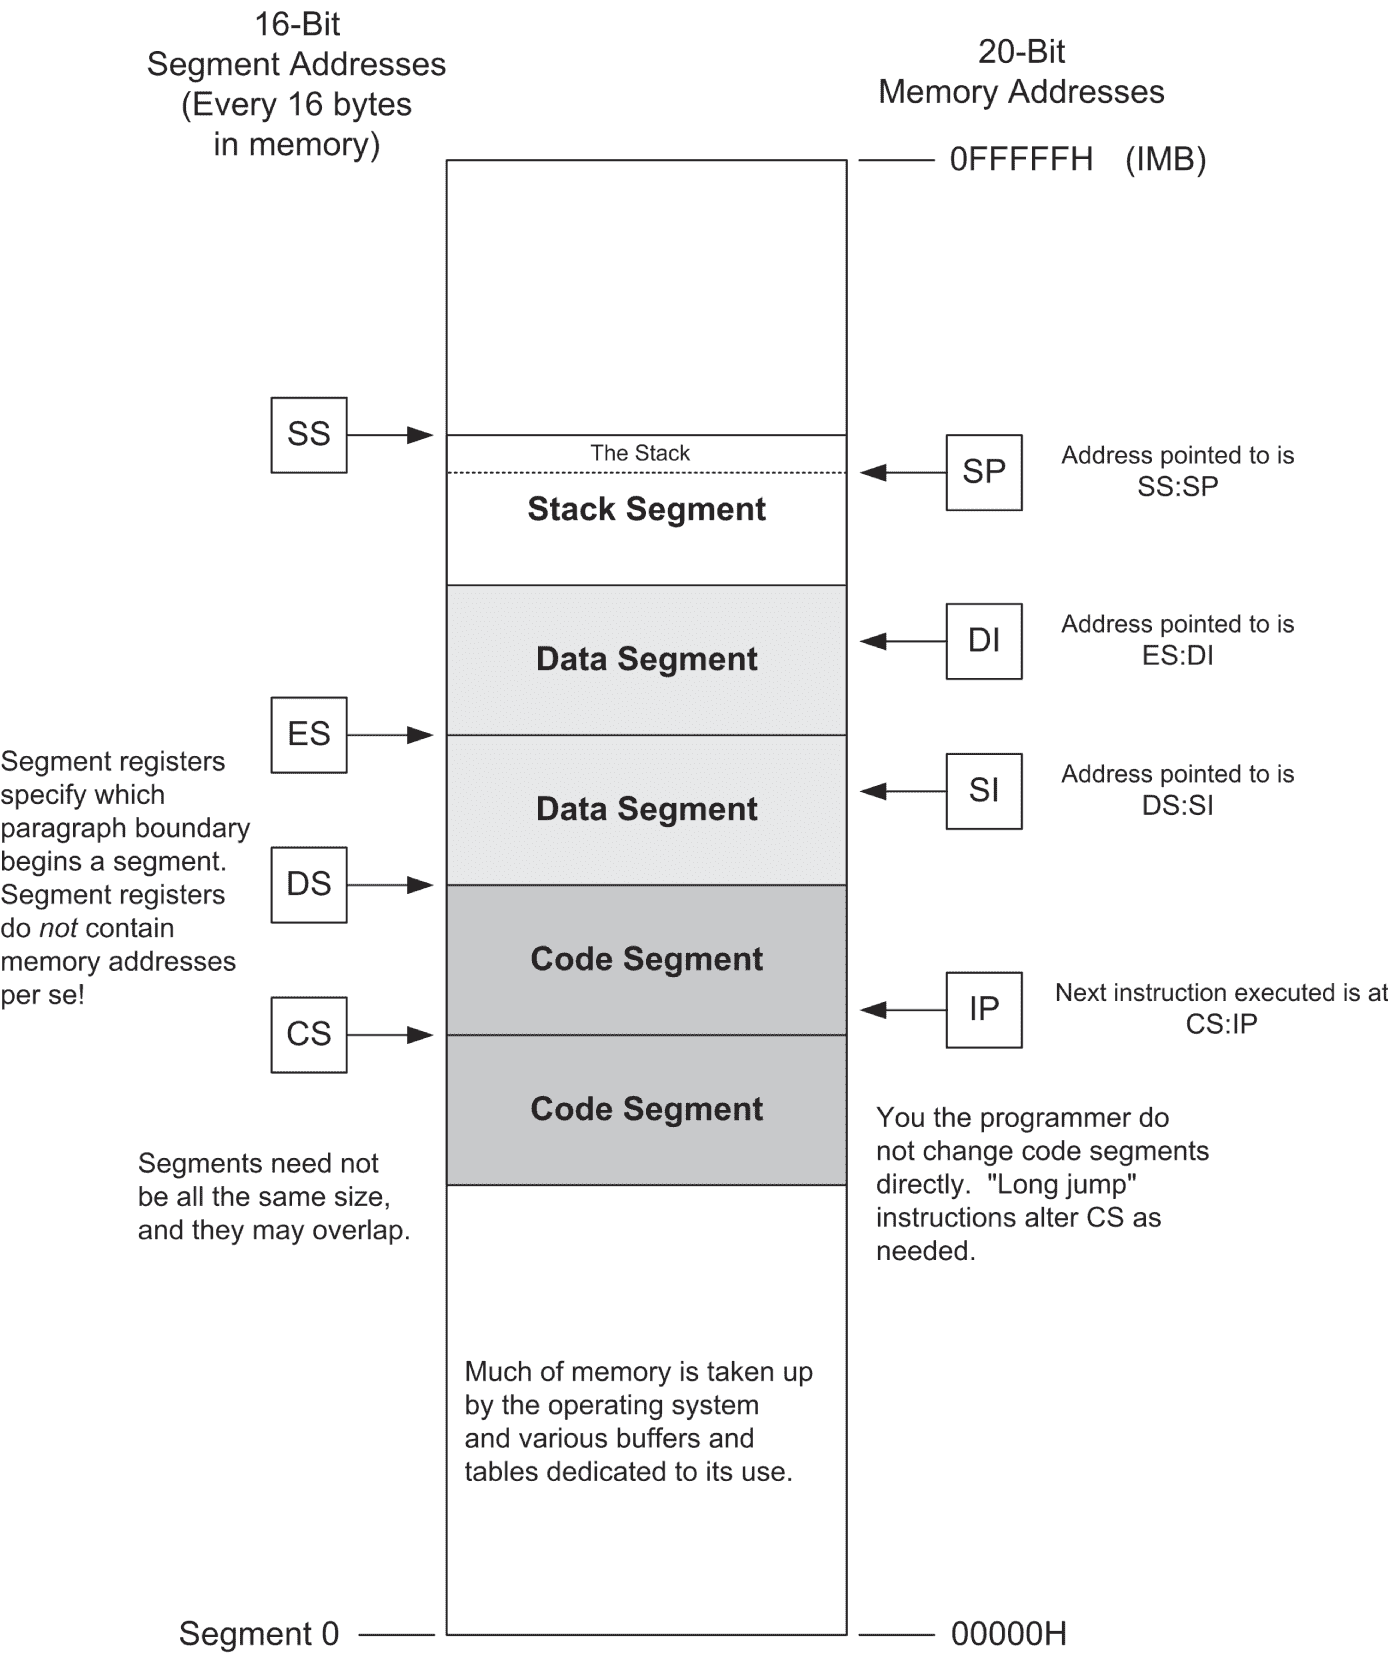 16-Bit
Segment Addresses
(Every 16 bytes
in memory)
20-Bit
Memory Addresses
0FFFFFH (IMB)
SS
The Stack
Stack Segment
SP
Address pointed to is
SS:SP
Data Segment
DI
Address pointed to is
ES:DI
ES
Data Segment
SI
Address pointed to is
DS:SI
Segment registers
specify which
paragraph boundary
begins a segment.
Segment registers
do not contain
memory addresses
per se!
DS
Code Segment
IP
Next instruction executed is at
CS:IP
CS
Code Segment
You the programmer do
not change code segments
directly. "Long jump"
instructions alter CS as
needed.
Segments need not
be all the same size,
and they may overlap.
Much of memory is taken up
by the operating system
and various buffers and
tables dedicated to its use.
Segment 0
00000H